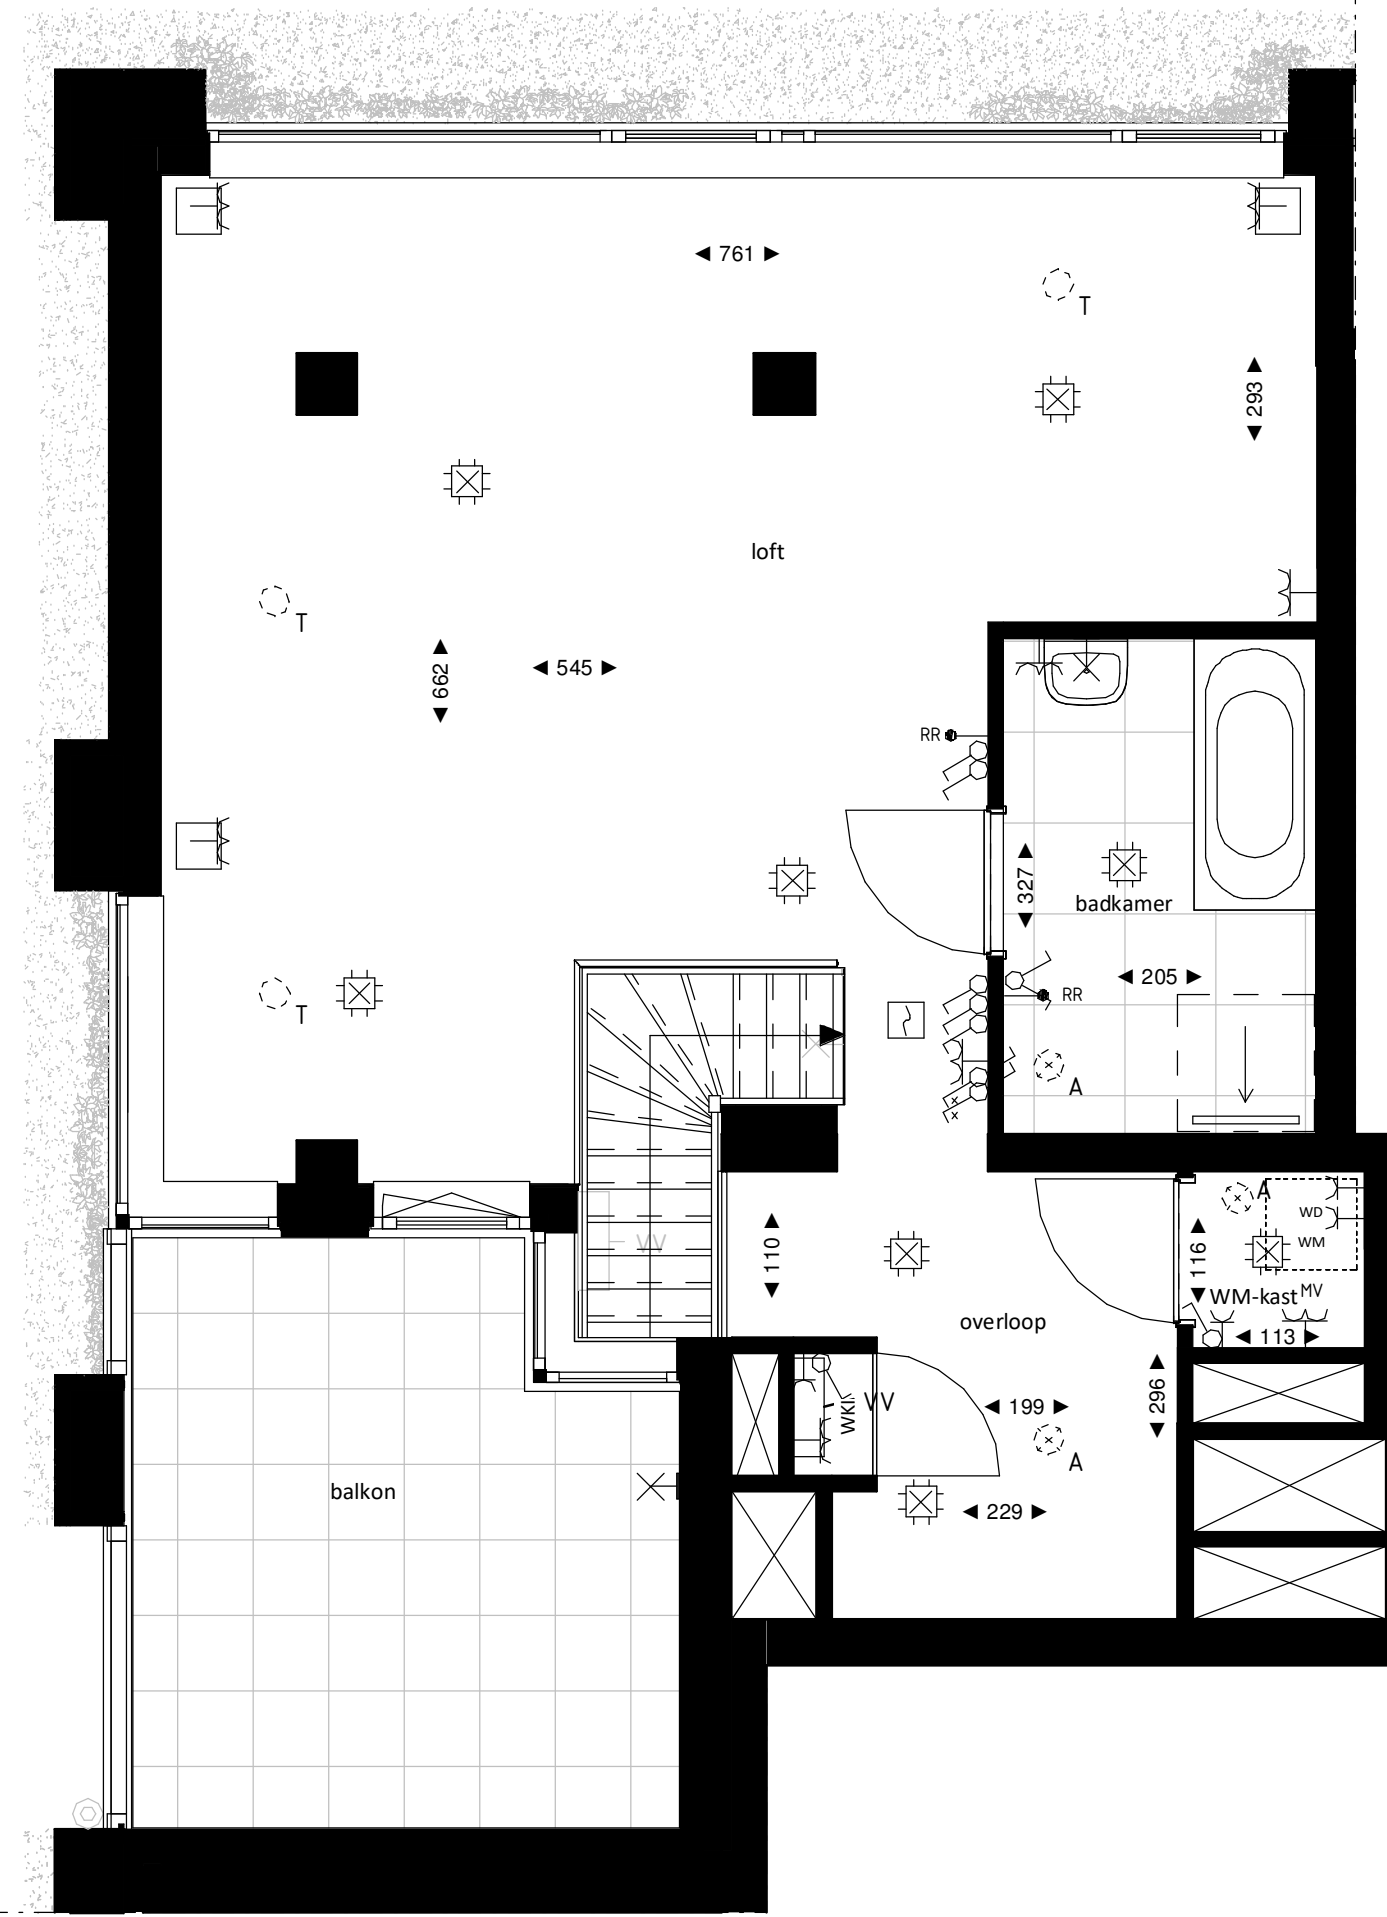 ◄ 761 ►
T
◄ 293 ►
loft
T
◄ 662 ►
◄ 545 ►
RR
◄ 327 ►
badkamer
◄ 205 ►
RR
T
A
A
WD
WM
VV
◄ 110 ►
◄ 116 ►
WM-kast
MV
overloop
◄ 113 ►
◄ 296 ►
WKI
VV
◄ 199 ►
A
balkon
◄ 229 ►